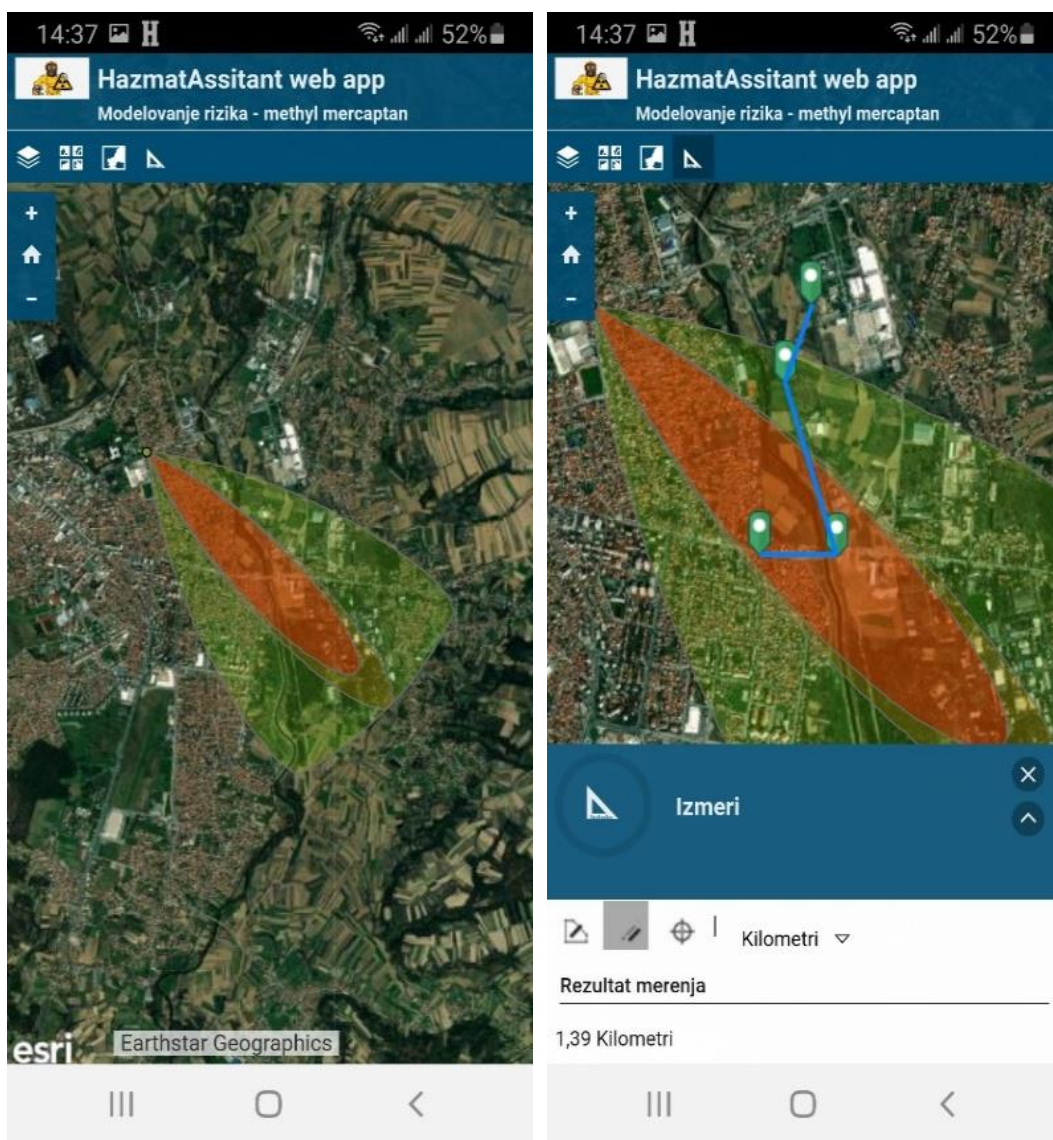 14:37 H 52%
HazmatAssitant web app
Modelovanje rizika - methyl mercaptan
+
-
esri
Earthstar Geographics
14:37 H 52%
HazmatAssitant web app
Modelovanje rizika - methyl mercaptan
+
-
Izmeri
Kilometri
Rezultat merenja
1,39 Kilometri